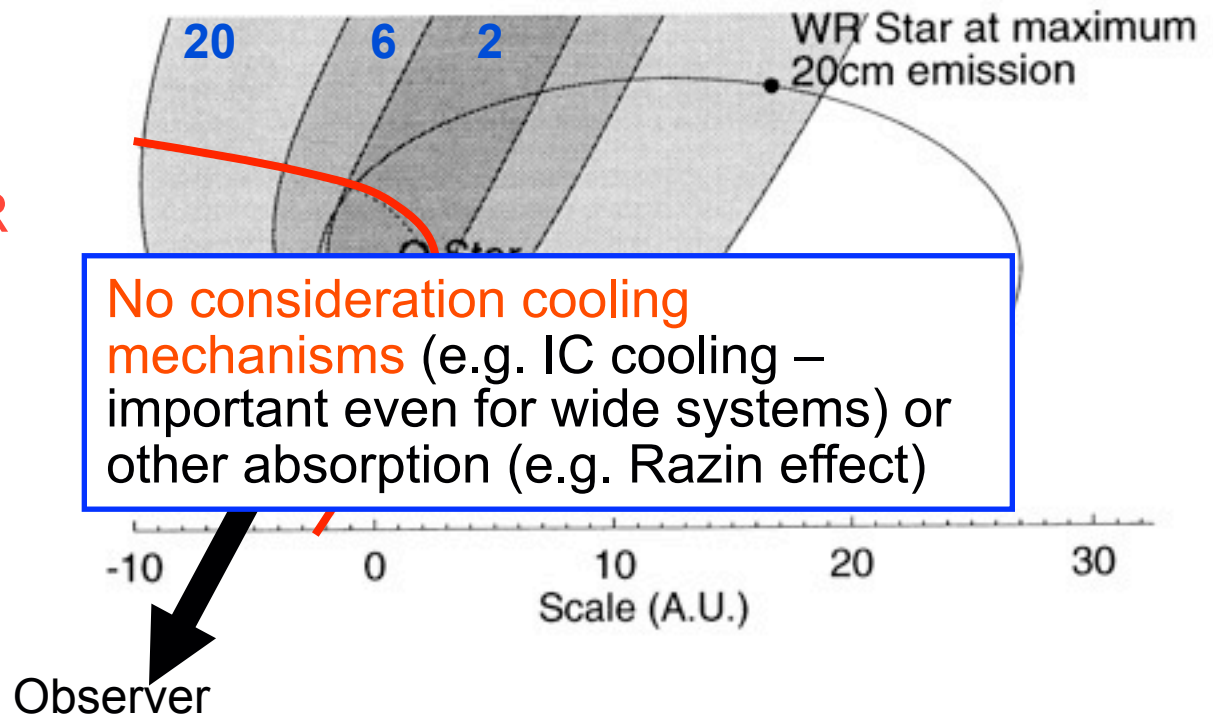 20 6 2
WR Star at maximum
20cm emission
R
No consideration cooling
mechanisms (e.g. IC cooling –
important even for wide systems) or
other absorption (e.g. Razin effect)
-10 0 10 20 30
Scale (A.U.)
Observer